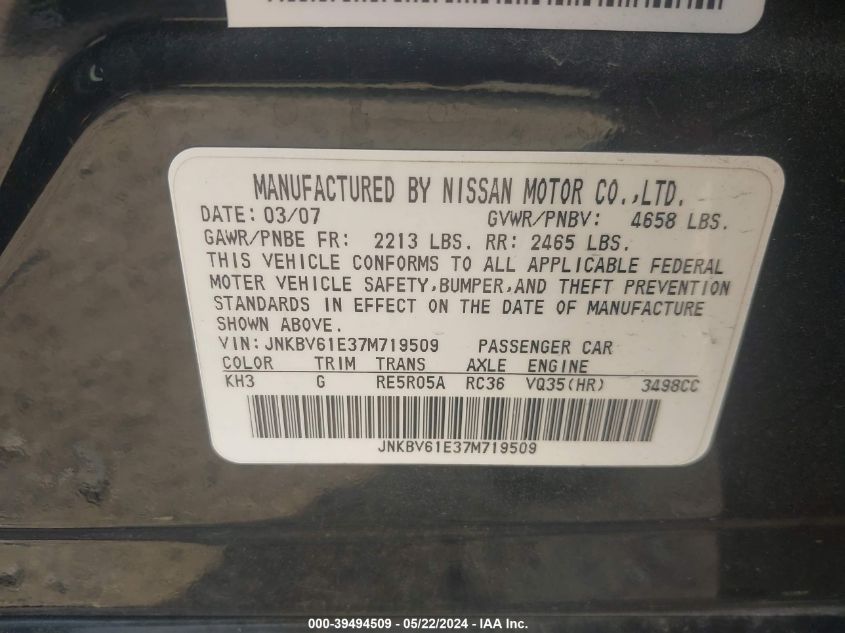 MANUFACTURED BY NISSAN MOTOR CO.,LTD.
DATE: 03/07 GVWR/PNBV: 4658 LBS.
GAWR/PNBE FR: 2213 LBS. RR: 2465 LBS.
THIS VEHICLE CONFORMS TO ALL APPLICABLE FEDERAL
MOTER VEHICLE SAFETY,BUMPER,AND THEFT PREVENTION
STANDARDS IN EFFECT ON THE DATE OF MANUFACTURE
SHOWN ABOVE.
VIN: JNKBV61E37M719509 PASSENGER CAR
COLOR TRIM TRANS AXLE ENGINE
KH3 G RE5R05A RC36 VQ35(HR) 3498CC
JNKBV61E37M719509
000-39494509 - 05/22/2024 - IAA Inc.